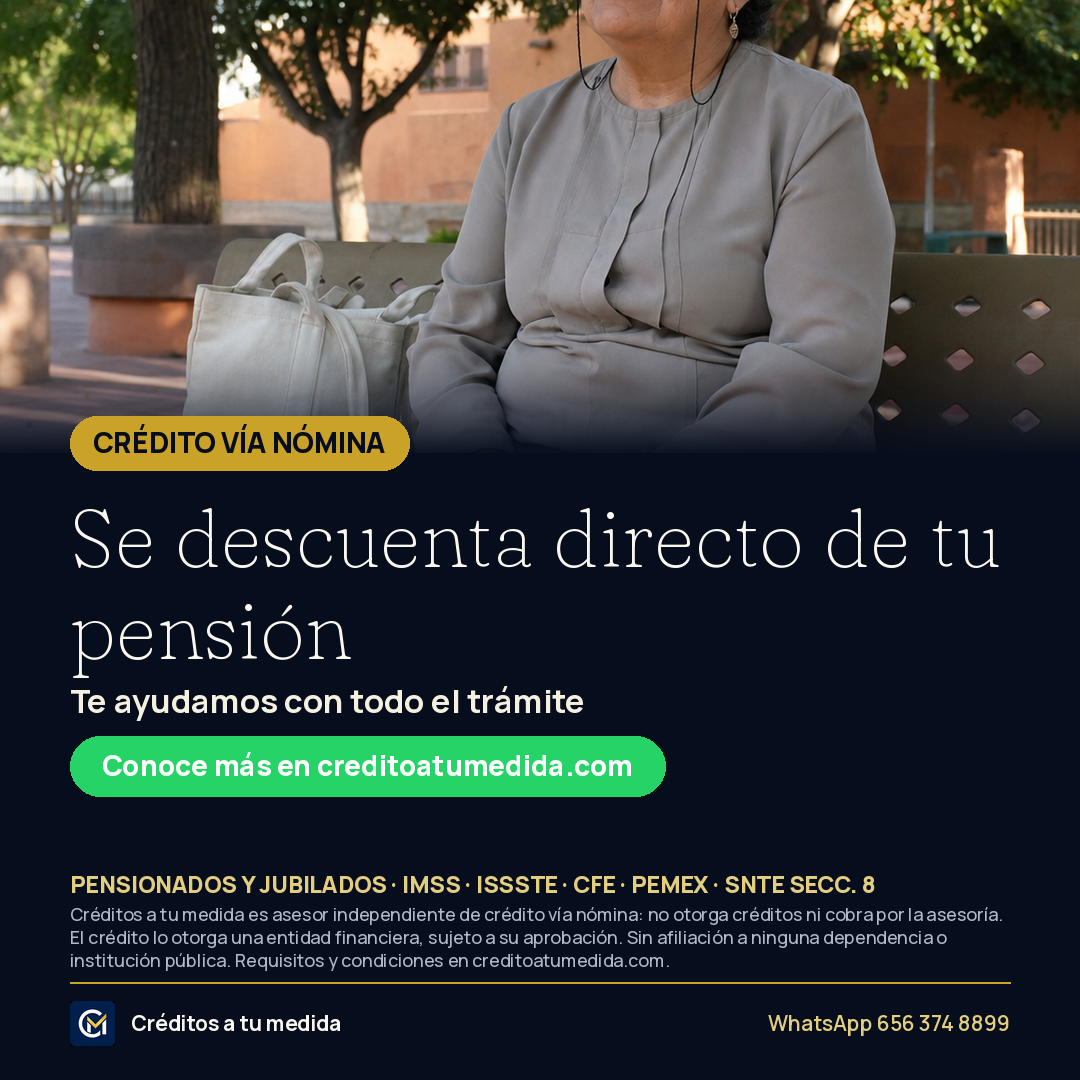 CRÉDITO VÍA NÓMINA
Se descuenta directo de tu
pensión
Te ayudamos con todo el trámite
Conoce más en creditoatumedida.com
PENSIONADOS Y JUBILADOS · IMSS · ISSSTE · CFE · PEMEX · SNTE SECC. 8
Créditos a tu medida es asesor independiente de crédito vía nómina: no otorga créditos ni cobra por la asesoría.
El crédito lo otorga una entidad financiera, sujeto a su aprobación. Sin afiliación a ninguna dependencia o
institución pública. Requisitos y condiciones en creditoatumedida.com.
Créditos a tu medida
WhatsApp 656 374 8899